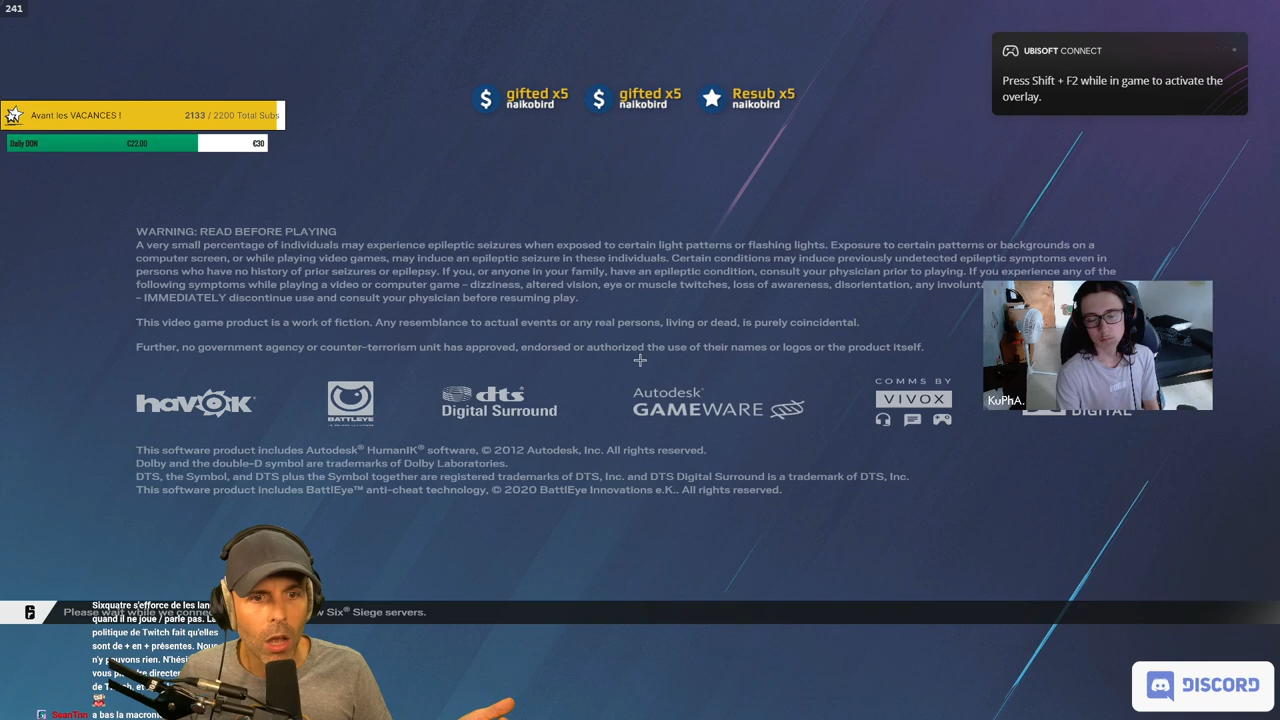 241
gifted x5
naikobird
gifted x5
naikobird
Resub x5
naikobird
UBISOFT CONNECT
Press Shift + F2 while in game to activate the
overlay.
Avant les VACANCES ! 2133 / 2200 Total Subs
Daily DON €22.00 €30
WARNING: READ BEFORE PLAYING
A very small percentage of individuals may experience epileptic seizures when exposed to certain light patterns or flashing lights. Exposure to certain patterns or backgrounds on a
computer screen, or while playing video games, may induce an epileptic seizure in these individuals. Certain conditions may induce previously undetected epileptic symptoms even in
persons who have no history of prior seizures or epilepsy. If you, or anyone in your family, have an epileptic condition, consult your physician prior to playing. If you experience any of the
following symptoms while playing a video or computer game - dizziness, altered vision, eye or muscle twitches, loss of awareness, disorientation, any
- IMMEDIATELY discontinue use and consult your physician before resuming play.
This video game product is a work of fiction. Any resemblance to actual events or any real persons, living or dead, is purely coincidental.
Further, no government agency or counter-terrorism unit has approved, endorsed or authorized the use of their names or logos or the product itself.
KuPhA.
havok
BATTLEYE
dts
Digital Surround
Autodesk®
GAMEWARE
COMMS BY
VIVOX
DIGITAL
This software product includes Autodesk® HumanIK® software, © 2012 Autodesk, Inc. All rights reserved.
Dolby and the double-D symbol are trademarks of Dolby Laboratories.
DTS, the Symbol, and DTS plus the Symbol together are registered trademarks of DTS, Inc. and DTS Digital Surround is a trademark of DTS, Inc.
This software product includes BattlEye™ anti-cheat technology, © 2020 BattlEye Innovations e.K.. All rights reserved.
Please wait while we Six® Siege servers.
Sixquatre s'efforce de les
quand il ne joue / parle pas.
politique de Twitch fait qu'elles
sont de + en + présentes. Nous
n'y pouvons rien.
vous
de
SeanTnn a bas la
DISCORD